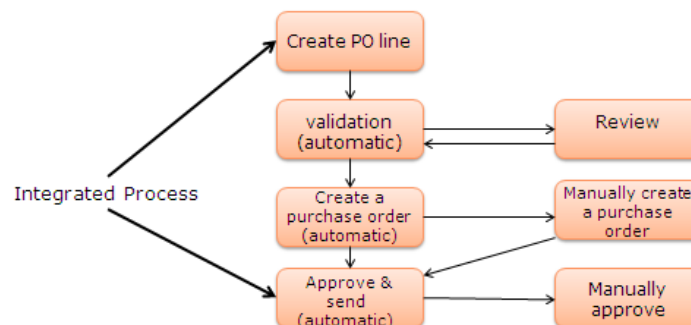 Create PO line
validation
(automatic)
Review
Integrated Process
Create a
purchase order
(automatic)
Manually create
a purchase
order
Approve &
send
(automatic)
Manually
approve